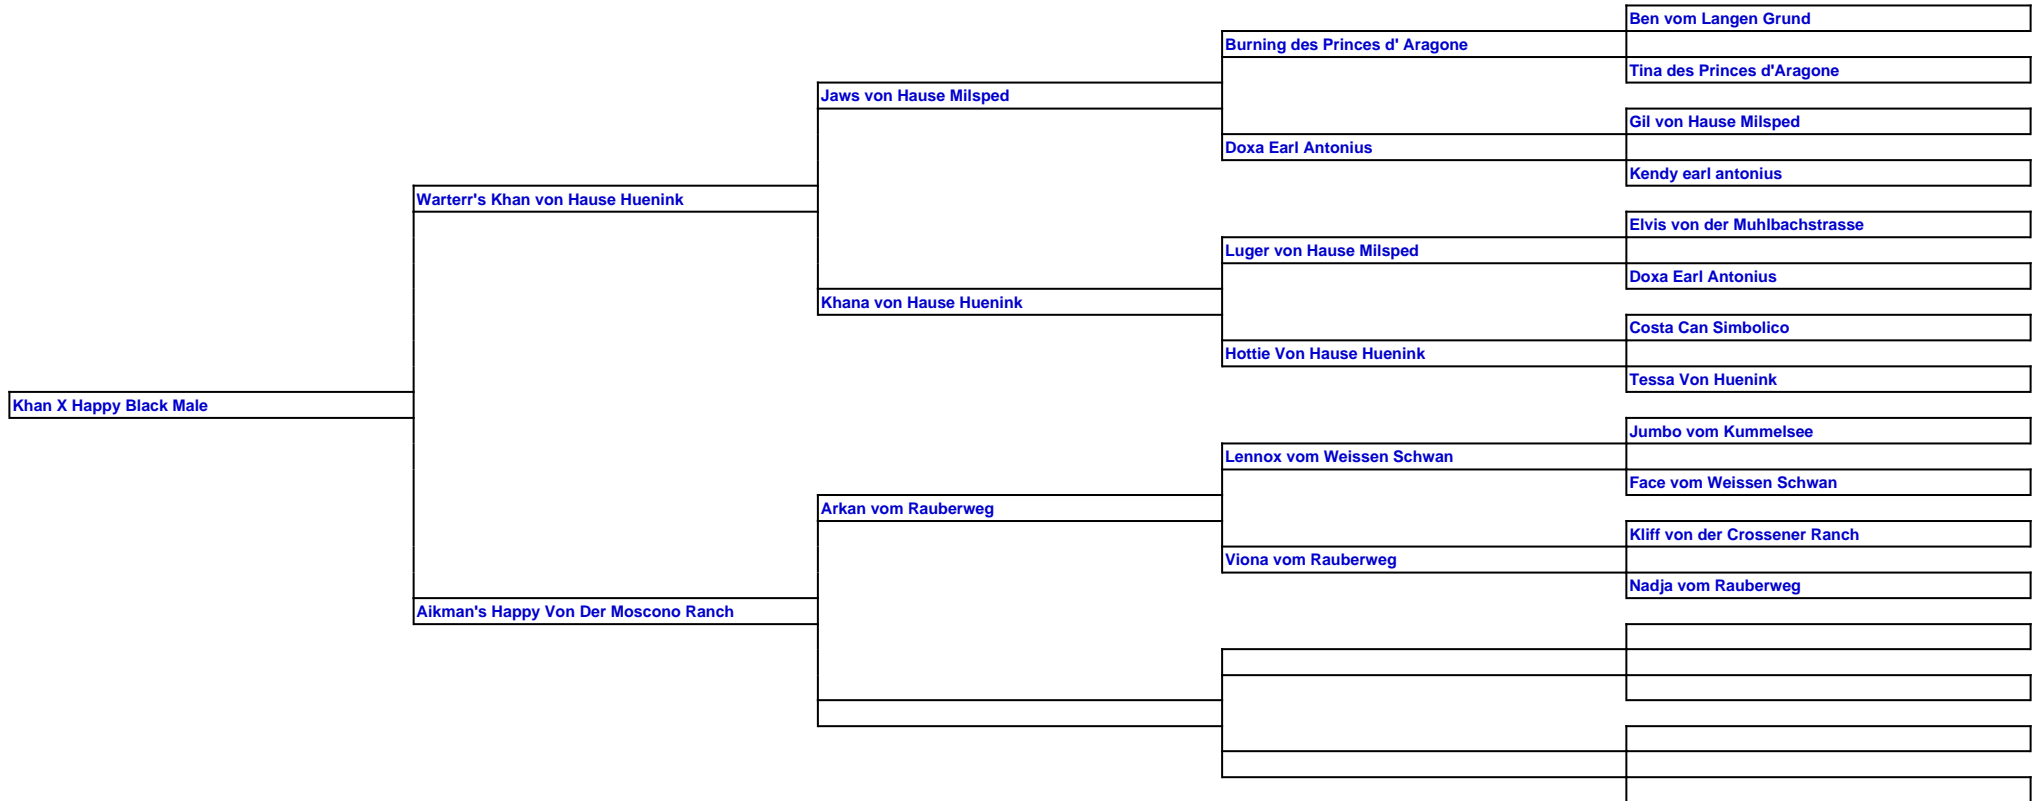 Ben vom Langen Grund
Burning des Princes d' Aragone
Tina des Princes d'Aragone
Jaws von Hause Milsped
Gil von Hause Milsped
Doxa Earl Antonius
Kendy earl antonius
Warterr's Khan von Hause Huenink
Elvis von der Muhlbachstrasse
Luger von Hause Milsped
Doxa Earl Antonius
Khana von Hause Huenink
Costa Can Simbolico
Hottie Von Hause Huenink
Tessa Von Huenink
Khan X Happy Black Male
Jumbo vom Kummelsee
Lennox vom Weissen Schwan
Face vom Weissen Schwan
Arkan vom Rauberweg
Kliff von der Crossener Ranch
Viona vom Rauberweg
Nadja vom Rauberweg
Aikman's Happy Von Der Moscono Ranch